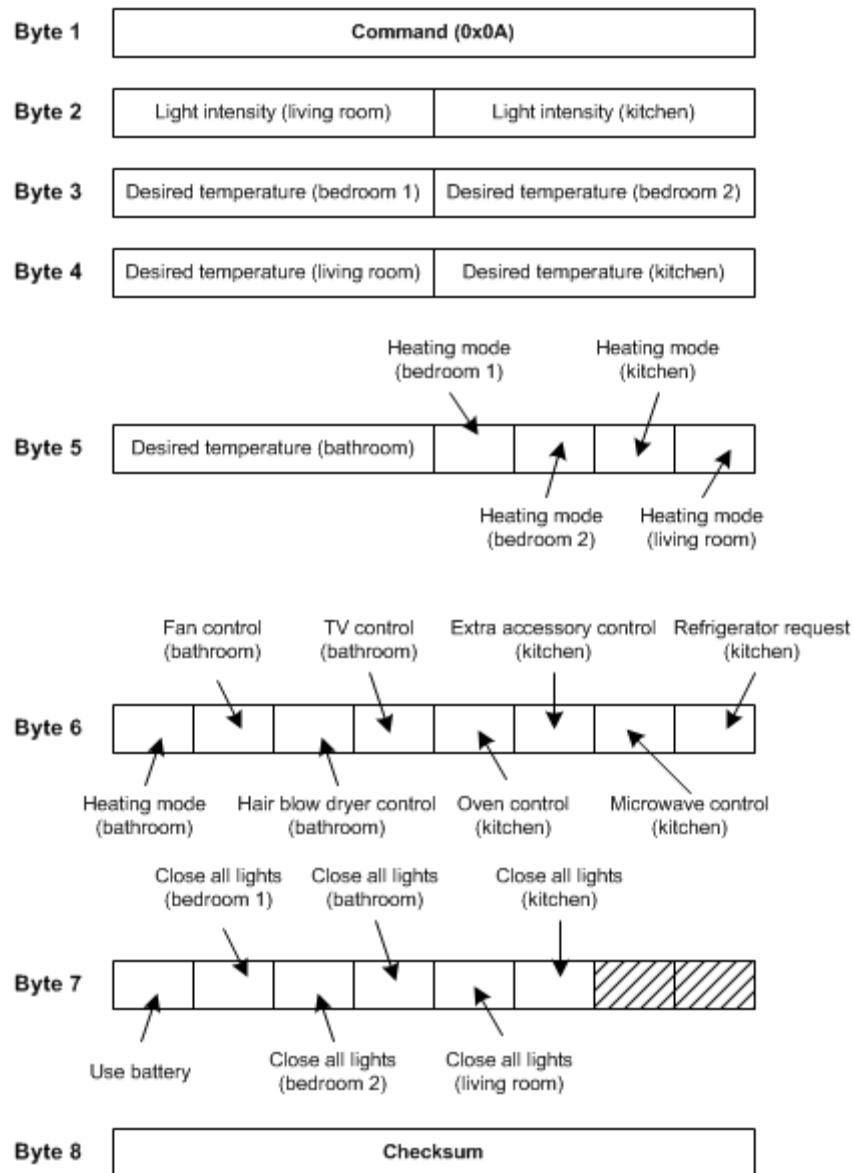 Byte 1
Command (0x0A)
Byte 2
Light intensity (living room)
Light intensity (kitchen)
Byte 3
Desired temperature (bedroom 1)
Desired temperature (bedroom 2)
Byte 4
Desired temperature (living room)
Desired temperature (kitchen)
Heating mode
(bedroom 1)
Heating mode
(kitchen)
Byte 5
Desired temperature (bathroom)
Heating mode
(bedroom 2)
Heating mode
(living room)
Fan control
(bathroom)
TV control
(bathroom)
Extra accessory control
(kitchen)
Refrigerator request
(kitchen)
Byte 6
Heating mode
(bathroom)
Hair blow dryer control
(bathroom)
Oven control
(kitchen)
Microwave control
(kitchen)
Close all lights
(bedroom 1)
Close all lights
(bathroom)
Close all lights
(kitchen)
Byte 7
Use battery
Close all lights
(bedroom 2)
Close all lights
(living room)
Byte 8
Checksum